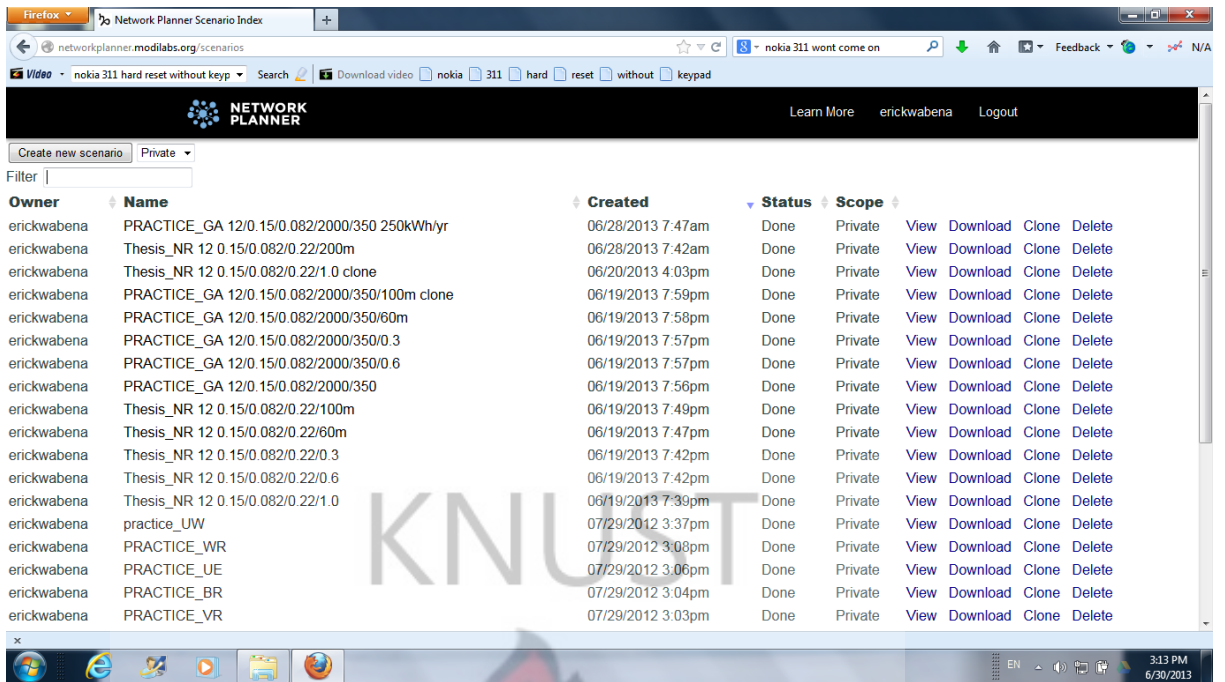 Firefox
Network Planner Scenario Index
+
networkplanner.modilabs.org/scenarios
nokia 311 wont come on
Feedback
N/A
Video
nokia 311 hard reset without keyp
Search
Download video
nokia
311
hard
reset
without
keypad
NETWORK PLANNER
Learn More erickwabena Logout
Create new scenario Private
Filter
Owner Name Created Status Scope
erickwabena PRACTICE_GA 12/0.15/0.082/2000/350 250kWh/yr 06/28/2013 7:47am Done Private View Download Clone Delete
erickwabena Thesis_NR 12 0.15/0.082/0.22/200m 06/28/2013 7:42am Done Private View Download Clone Delete
erickwabena Thesis_NR 12 0.15/0.082/0.22/1.0 clone 06/20/2013 4:03pm Done Private View Download Clone Delete
erickwabena PRACTICE_GA 12/0.15/0.082/2000/350/100m clone 06/19/2013 7:59pm Done Private View Download Clone Delete
erickwabena PRACTICE_GA 12/0.15/0.082/2000/350/60m 06/19/2013 7:58pm Done Private View Download Clone Delete
erickwabena PRACTICE_GA 12/0.15/0.082/2000/350/0.3 06/19/2013 7:57pm Done Private View Download Clone Delete
erickwabena PRACTICE_GA 12/0.15/0.082/2000/350/0.6 06/19/2013 7:57pm Done Private View Download Clone Delete
erickwabena PRACTICE_GA 12/0.15/0.082/2000/350 06/19/2013 7:56pm Done Private View Download Clone Delete
erickwabena Thesis_NR 12 0.15/0.082/0.22/100m 06/19/2013 7:49pm Done Private View Download Clone Delete
erickwabena Thesis_NR 12 0.15/0.082/0.22/60m 06/19/2013 7:47pm Done Private View Download Clone Delete
erickwabena Thesis_NR 12 0.15/0.082/0.22/0.3 06/19/2013 7:42pm Done Private View Download Clone Delete
erickwabena Thesis_NR 12 0.15/0.082/0.22/0.6 06/19/2013 7:42pm Done Private View Download Clone Delete
erickwabena Thesis_NR 12 0.15/0.082/0.22/1.0 06/19/2013 7:39pm Done Private View Download Clone Delete
erickwabena practice_UW 07/29/2012 3:37pm Done Private View Download Clone Delete
erickwabena PRACTICE_WR 07/29/2012 3:08pm Done Private View Download Clone Delete
erickwabena PRACTICE_UE 07/29/2012 3:06pm Done Private View Download Clone Delete
erickwabena PRACTICE_BR 07/29/2012 3:04pm Done Private View Download Clone Delete
erickwabena PRACTICE_VR 07/29/2012 3:03pm Done Private View Download Clone Delete
KNUST
x
EN
3:13 PM
6/30/2013